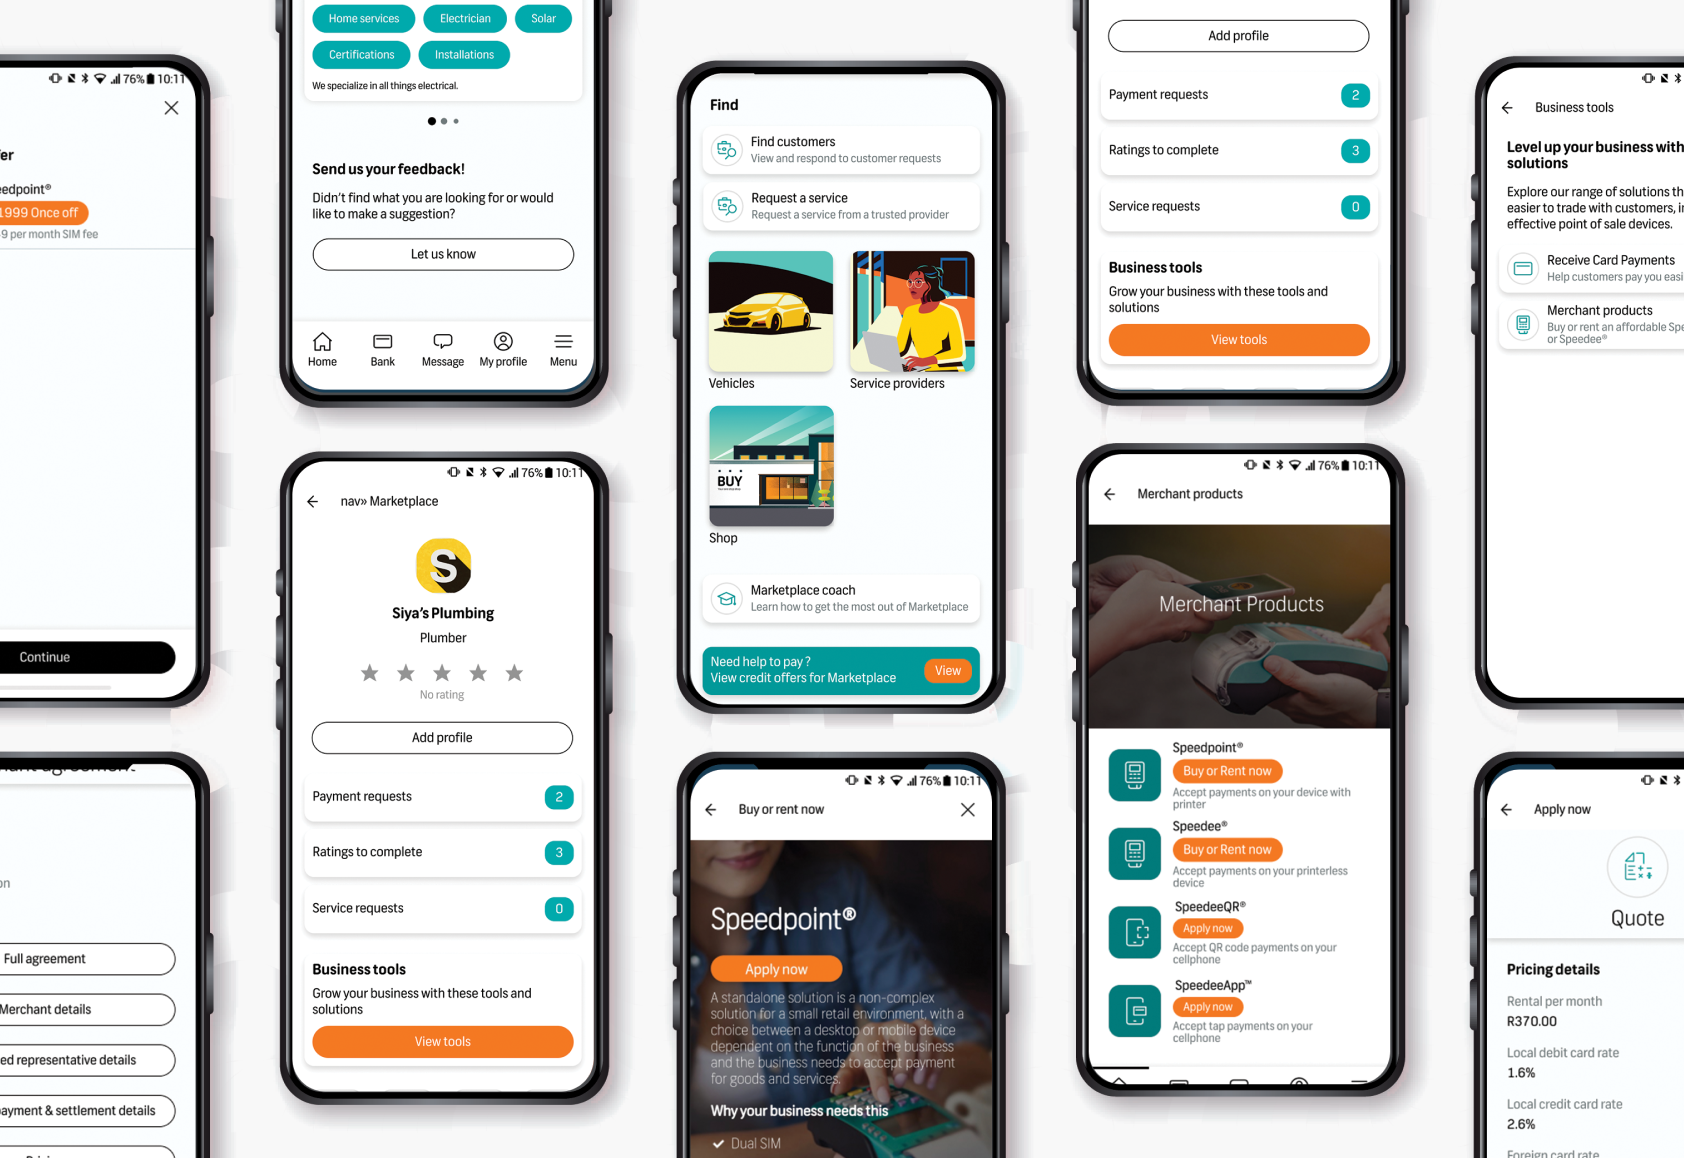 76% 10:11
Once off
per month SIM fee
Continue
Full agreement
details
representative details
& settlement details
Home services
Electrician
Solar
Certifications
Installations
We specialize in all things electrical.
Send us your feedback!
Didn't find what you are looking for or would
like to make a suggestion?
Let us know
Home
Bank
Message
My profile
Menu
76% 10:11
nav» Marketplace
S
Siya's Plumbing
Plumber
No rating
Add profile
Payment requests
2
Ratings to complete
3
Service requests
0
Business tools
Grow your business with these tools and
solutions
View tools
Find
Find customers
View and respond to customer requests
Request a service
Request a service from a trusted provider
Vehicles
Service providers
BUY
Shop
Marketplace coach
Learn how to get the most out of Marketplace
Need help to pay?
View credit offers for Marketplace
View
76% 10:11
Buy or rent now
Speedpoint®
Apply now
A standalone solution is a non-complex
solution for a small retail environment, with a
choice between a desktop or mobile device
dependent on the function of the business
and the business needs to accept payment
for goods and services.
Why your business needs this
Dual SIM
Add profile
Payment requests
2
Ratings to complete
3
Service requests
0
Business tools
Grow your business with these tools and
solutions
View tools
76% 10:11
Merchant products
Merchant Products
Speedpoint®
Buy or Rent now
Accept payments on your device with
printer
Speedee®
Buy or Rent now
Accept payments on your printerless
device
SpeedeeQR®
Apply now
Accept QR code payments on your
cellphone
SpeedeeApp™
Apply now
Accept tap payments on your
cellphone
Business tools
Level up your business with
solutions
Explore our range of solutions
easier to trade with customers,
effective point of sale devices.
Receive Card Payments
Help customers pay you
Merchant products
Buy or rent an affordable
or Speedee®
Apply now
Quote
Pricing details
Rental per month
R370.00
Local debit card rate
1.6%
Local credit card rate
2.6%
Foreign card rate